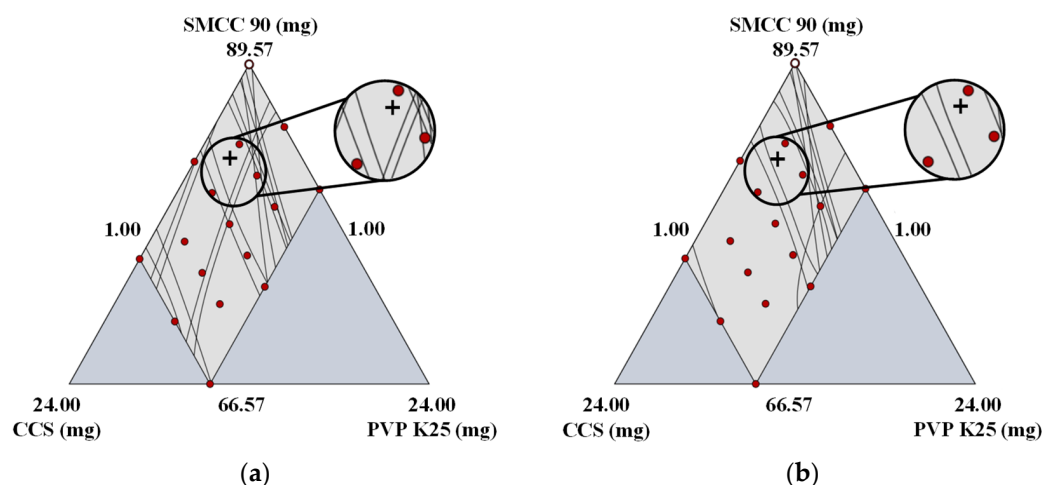 SMCC 90 (mg)
89.57
1.00
1.00
24.00
66.57
24.00
CCS (mg)
PVP K25 (mg)
(a)
SMCC 90 (mg)
89.57
1.00
1.00
24.00
66.57
24.00
CCS (mg)
PVP K25 (mg)
(b)